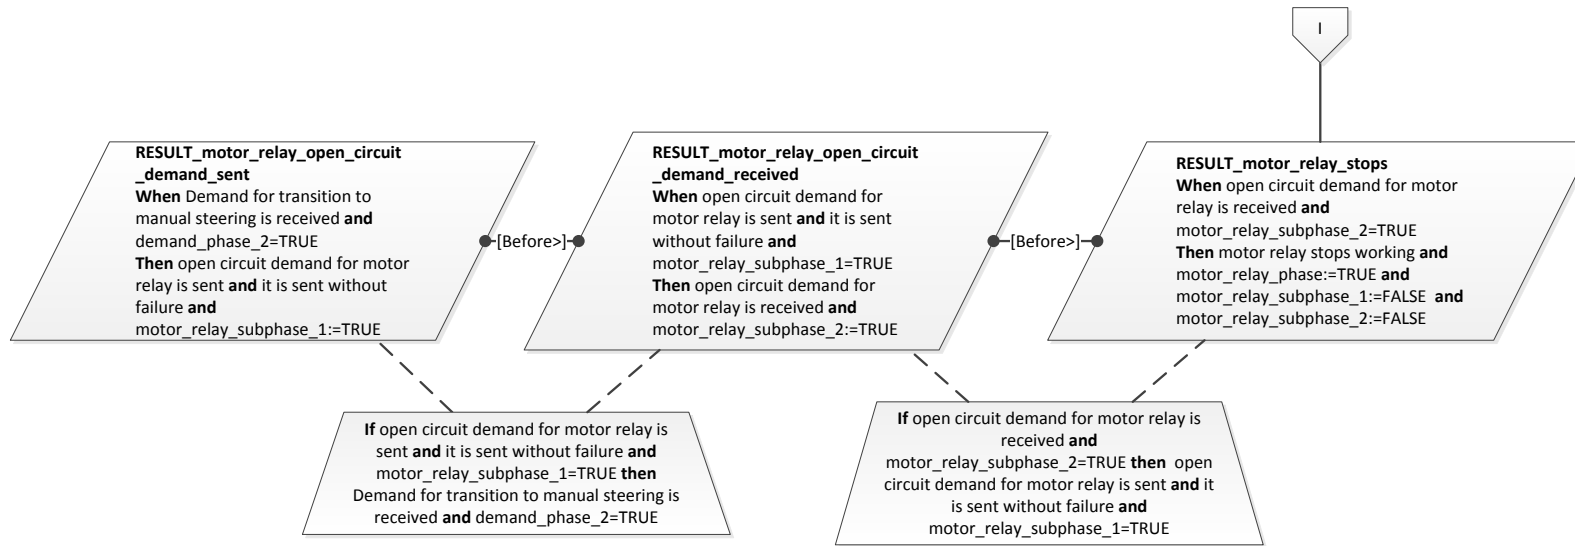 I
RESULT_motor_relay_open_circuit
_demand_sent
When Demand for transition to
manual steering is received and
demand_phase_2=TRUE
Then open circuit demand for motor
relay is sent and it is sent without
failure and
motor_relay_subphase_1:=TRUE
[Before>]
RESULT_motor_relay_open_circuit
_demand_received
When open circuit demand for
motor relay is sent and it is sent
without failure and
motor_relay_subphase_1=TRUE
Then open circuit demand for
motor relay is received and
motor_relay_subphase_2:=TRUE
[Before>]
RESULT_motor_relay_stops
When open circuit demand for motor
relay is received and
motor_relay_subphase_2=TRUE
Then motor relay stops working and
motor_relay_phase:=TRUE and
motor_relay_subphase_1:=FALSE and
motor_relay_subphase_2:=FALSE
If open circuit demand for motor relay is
sent and it is sent without failure and
motor_relay_subphase_1=TRUE then
Demand for transition to manual steering is
received and demand_phase_2=TRUE
If open circuit demand for motor relay is
received and
motor_relay_subphase_2=TRUE then open
circuit demand for motor relay is sent and it
is sent without failure and
motor_relay_subphase_1=TRUE